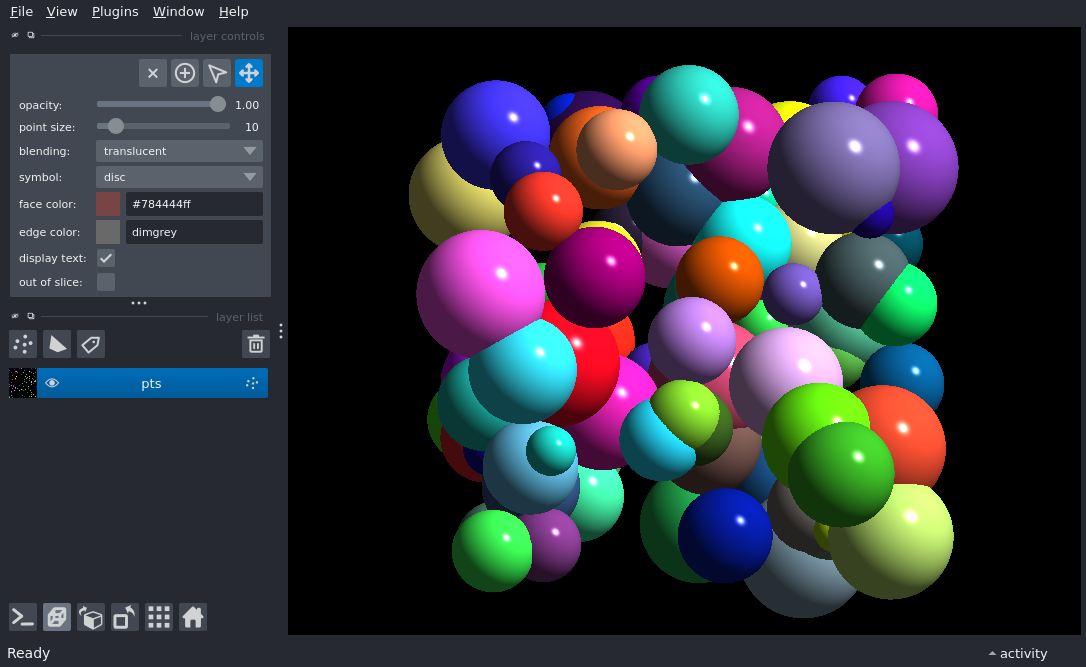 File View Plugins Window Help
layer controls
opacity: 1.00
point size: 10
blending: translucent
symbol: disc
face color: #784444ff
edge color: dimgrey
display text:
out of slice:
layer list
pts
Ready
activity